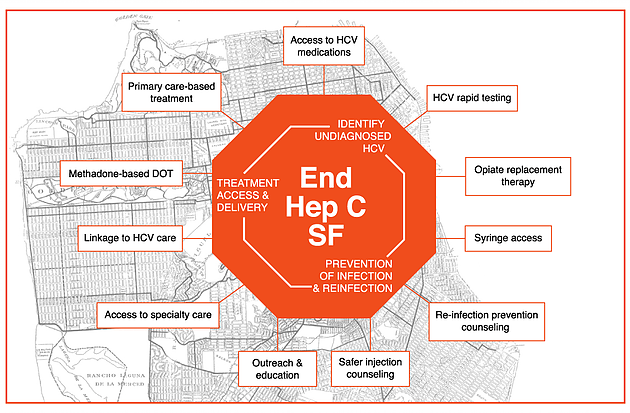 Access to HCV
medications
Primary care-based
treatment
HCV rapid testing
IDENTIFY
UNDIAGNOSED
HCV
Methadone-based DOT
TREATMENT
ACCESS &
DELIVERY
End
Hep C
SF
Opiate replacement
therapy
Linkage to HCV care
Syringe access
PREVENTION
OF INFECTION
& REINFECTION
Access to specialty care
Re-infection prevention
counseling
Outreach &
education
Safer injection
counseling
RANCHO LAGUNA
DE LA MERCED